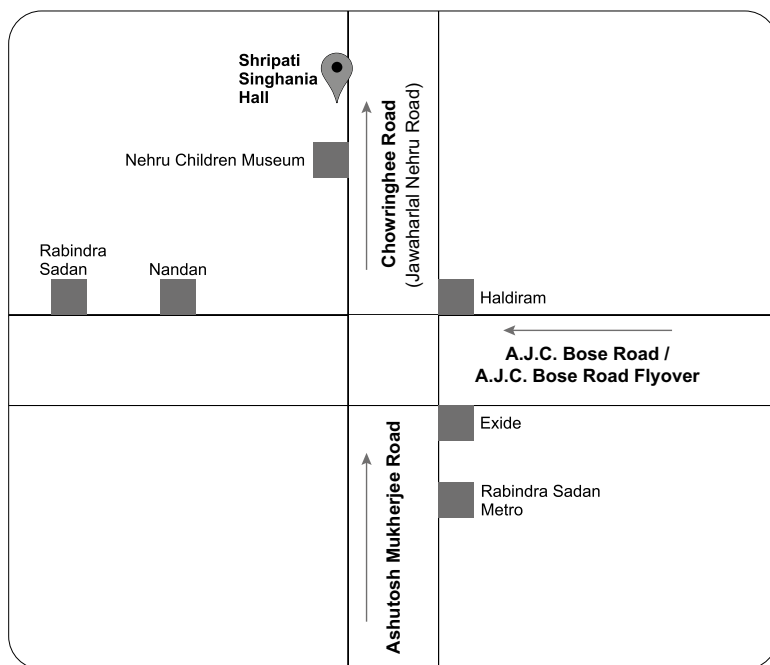 Shripati
Singhania
Hall
Chowringhee Road
(Jawaharlal Nehru Road)
Nehru Children Museum
Rabindra
Sadan
Nandan
Haldiram
A.J.C. Bose Road /
A.J.C. Bose Road Flyover
Exide
Ashutosh Mukherjee Road
Rabindra Sadan
Metro